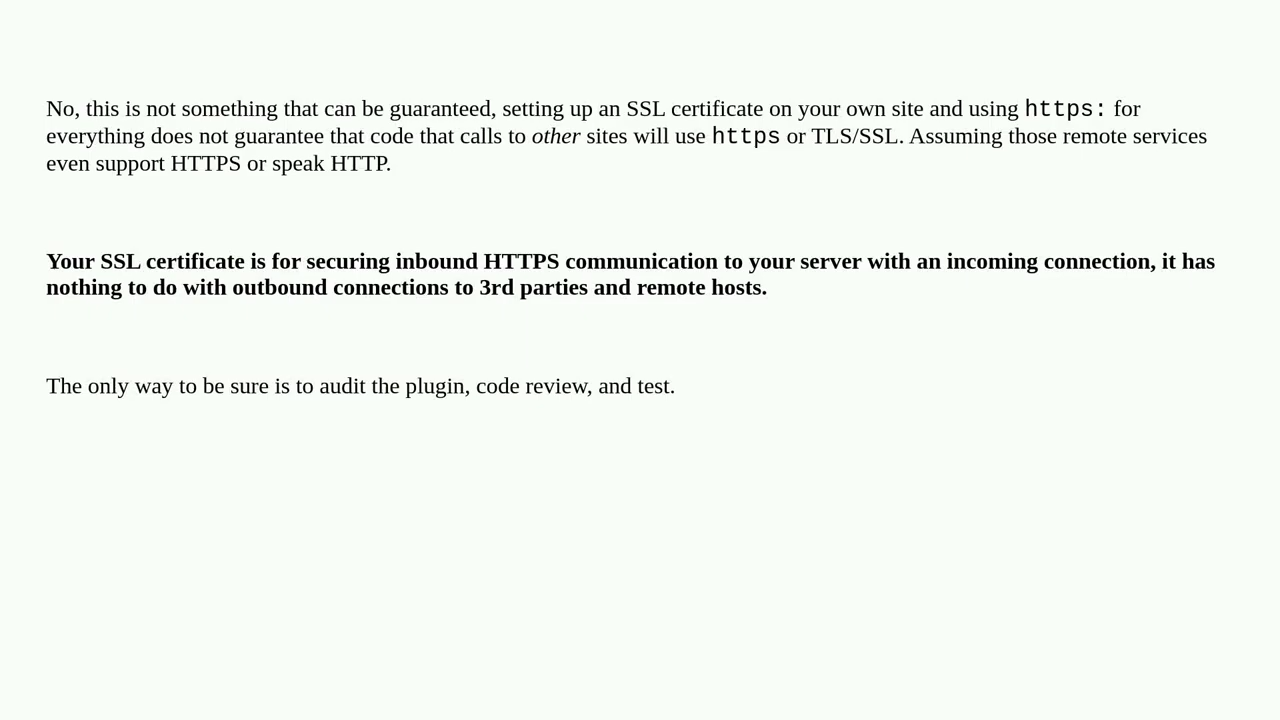 No, this is not something that can be guaranteed, setting up an SSL certificate on your own site and using https: for
everything does not guarantee that code that calls to other sites will use https or TLS/SSL. Assuming those remote services
even support HTTPS or speak HTTP.
Your SSL certificate is for securing inbound HTTPS communication to your server with an incoming connection, it has
nothing to do with outbound connections to 3rd parties and remote hosts.
The only way to be sure is to audit the plugin, code review, and test.